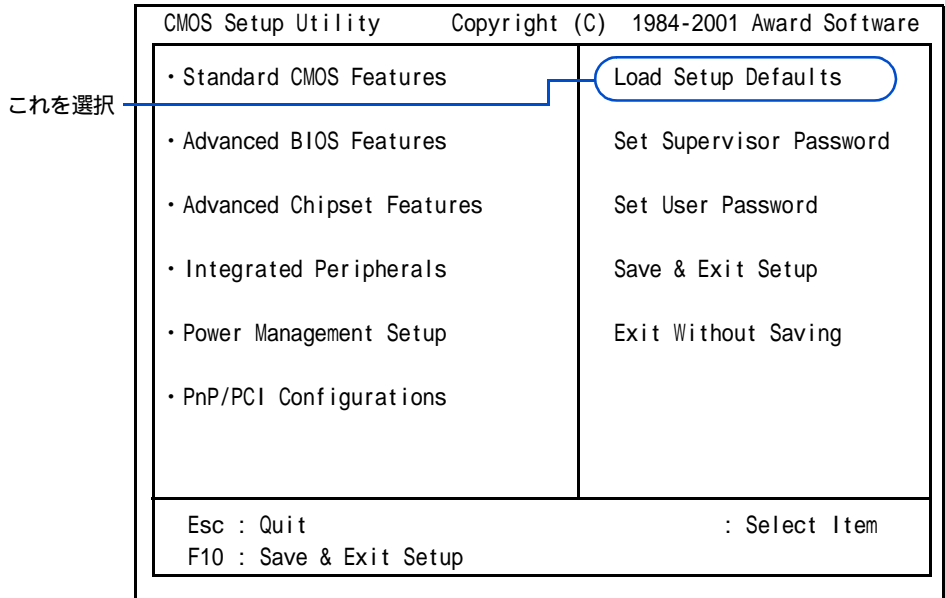 CMOS Setup Utility Copyright (C) 1984-2001 Award Software
・Standard CMOS Features
・Advanced BIOS Features
・Advanced Chipset Features
・Integrated Peripherals
・Power Management Setup
・PnP/PCI Configurations
これを選択
Load Setup Defaults
Set Supervisor Password
Set User Password
Save & Exit Setup
Exit Without Saving
Esc : Quit : Select Item
F10 : Save & Exit Setup